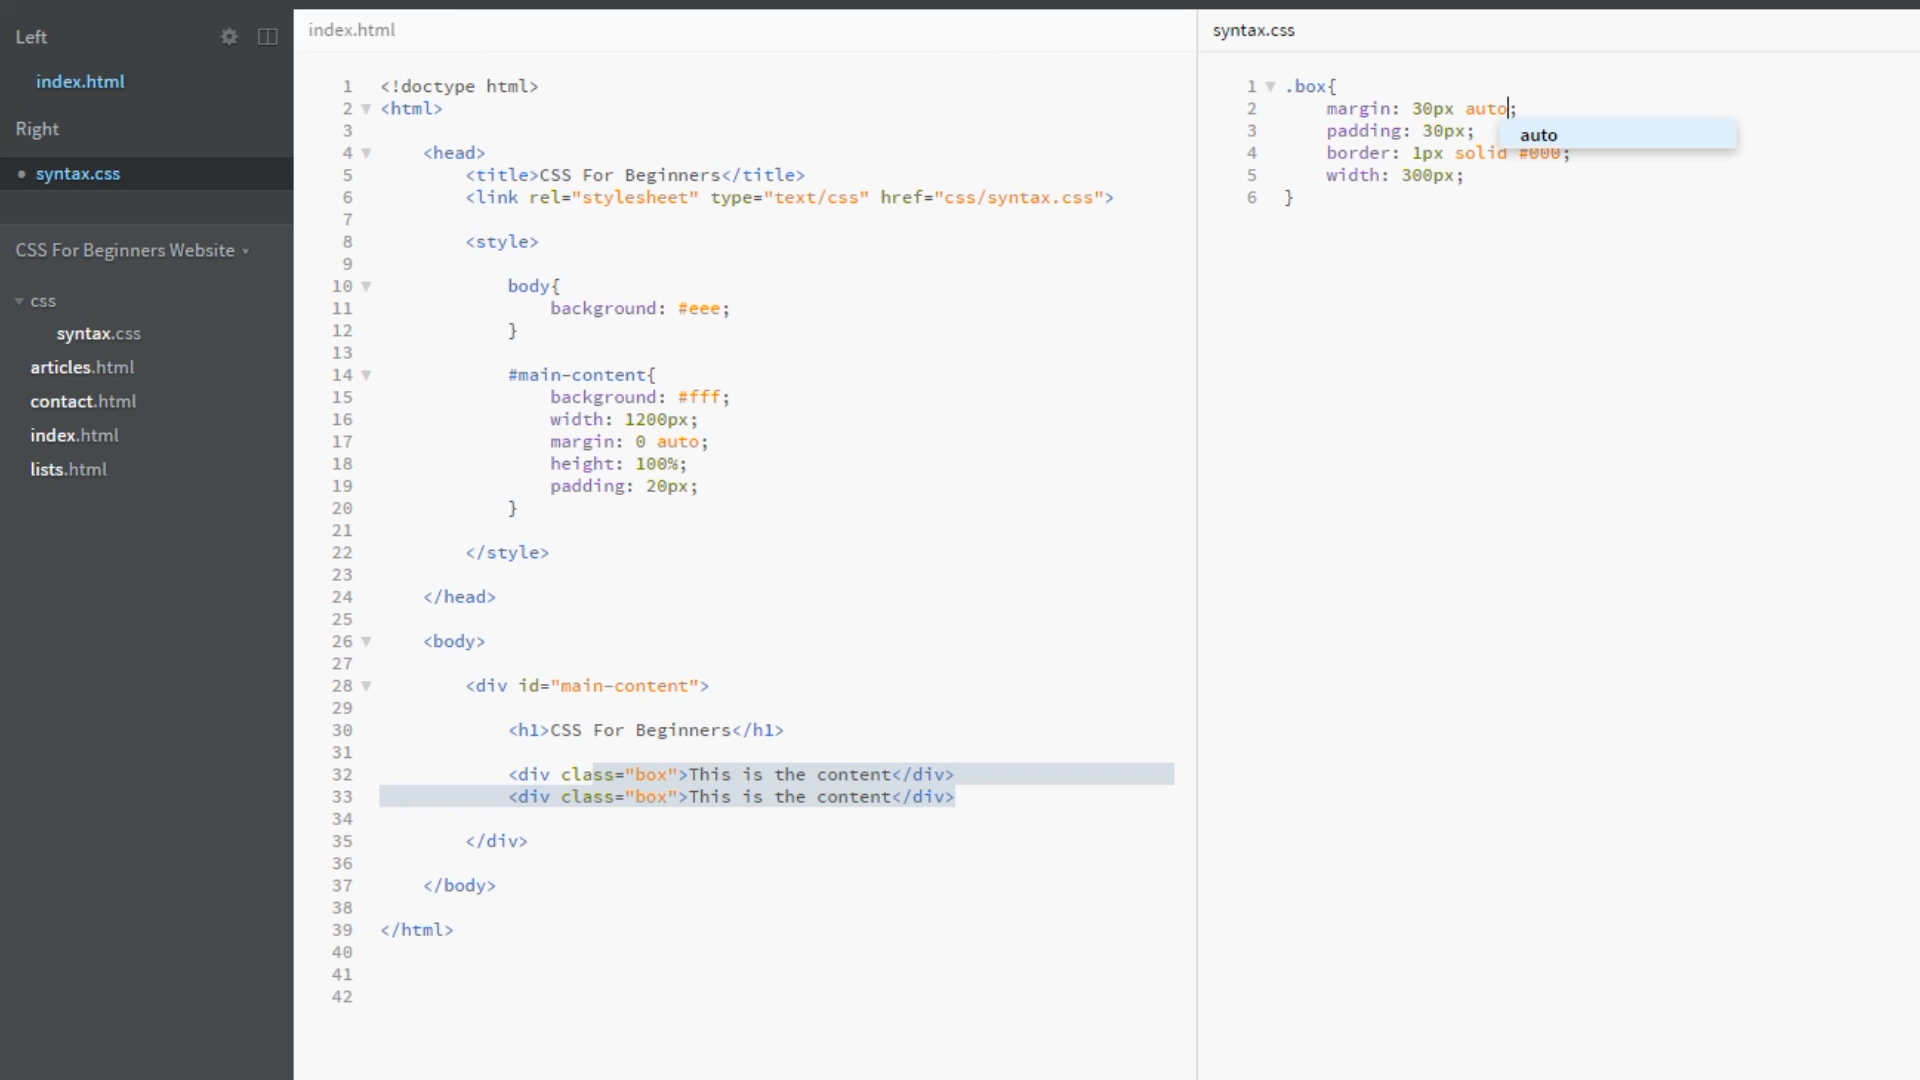 Left
index.html
Right
syntax.css
CSS For Beginners Website
css
syntax.css
articles.html
contact.html
index.html
lists.html
index.html
1 <!doctype html>
2 <html>
3
4 <head>
5 <title>CSS For Beginners</title>
6 <link rel="stylesheet" type="text/css" href="css/syntax.css">
7
8 <style>
9
10 body{
11 background: #eee;
12 }
13
14 #main-content{
15 background: #fff;
16 width: 1200px;
17 margin: 0 auto;
18 height: 100%;
19 padding: 20px;
20 }
21
22 </style>
23
24 </head>
25
26 <body>
27
28 <div id="main-content">
29
30 <h1>CSS For Beginners</h1>
31
32 <div class="box">This is the content</div>
33 <div class="box">This is the content</div>
34
35 </div>
36
37 </body>
38
39 </html>
40
41
42
syntax.css
1 .box{
2 margin: 30px auto;
3 padding: 30px;
auto
4 border: 1px solid #000;
5 width: 300px;
6 }